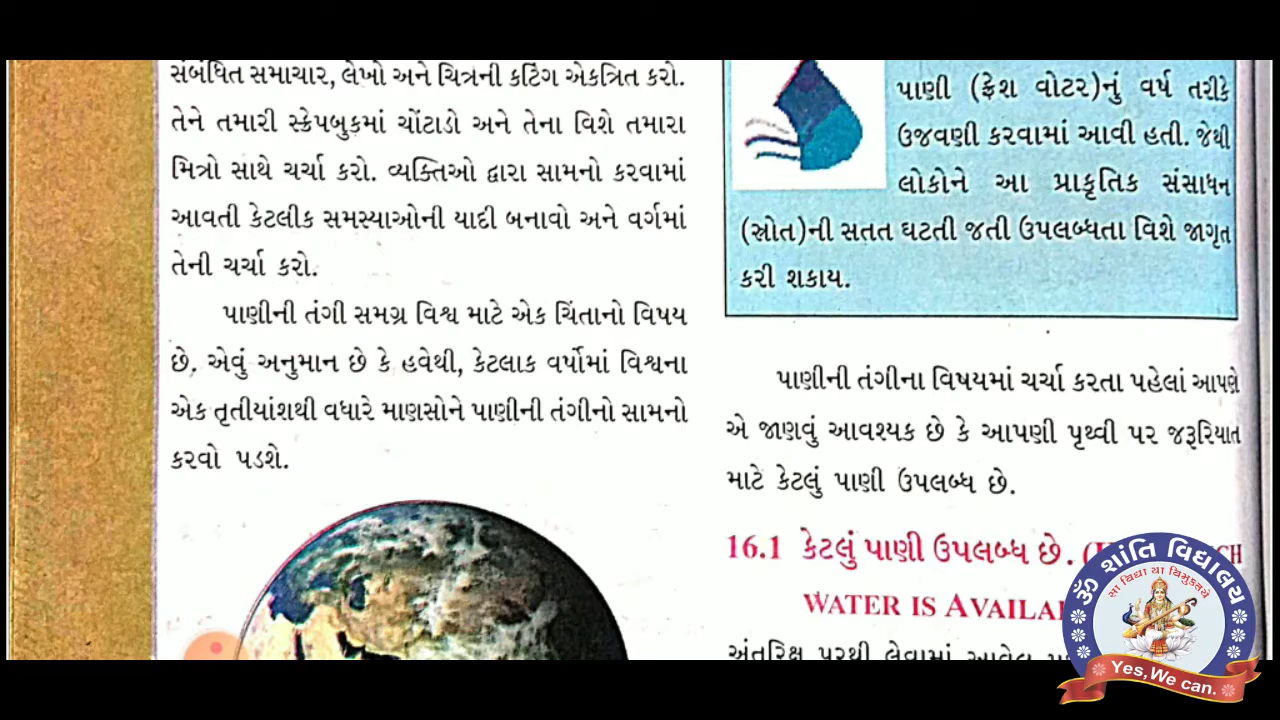 સંબંધિત સમાચાર, લેખો અને ચિત્રની કટિંગ એકત્રિત કરો.
તેને તમારી સ્ક્રેપબુકમાં ચોંટાડો અને તેના વિશે તમારા
મિત્રો સાથે ચર્ચા કરો. વ્યક્તિઓ દ્વારા સામનો કરવામાં
આવતી કેટલીક સમસ્યાઓની યાદી બનાવો અને વર્ગમાં
તેની ચર્ચા કરો.
પાણીની તંગી સમગ્ર વિશ્વ માટે એક ચિંતાનો વિષય
છે. એવું અનુમાન છે કે હવેથી, કેટલાક વર્ષોમાં વિશ્વના
એક તૃતીયાંશથી વધારે માણસોને પાણીની તંગીનો સામનો
કરવો પડશે.
પાણી (ફ્રેશ વોટર)નું વર્ષ તરીકે
ઉજવણી કરવામાં આવી હતી. જેથી
લોકોને આ પ્રાકૃતિક સંસાધન
(સ્રોત)ની સતત ઘટતી જતી ઉપલબ્ધતા વિશે જાગૃત
કરી શકાય.
પાણીની તંગીના વિષયમાં ચર્ચા કરતા પહેલાં આપણે
એ જાણવું આવશ્યક છે કે આપણી પૃથ્વી પર જરૂરિયાત
માટે કેટલું પાણી ઉપલબ્ધ છે.
16.1 કેટલું પાણી ઉપલબ્ધ છે.
WATER IS
અંતરિક્ષ પરથી લેવામાં આવેલ
ૐ શાંતિ વિદ્યાલય
સા વિદ્યા યા વિમુક્તયે
Yes, We can.